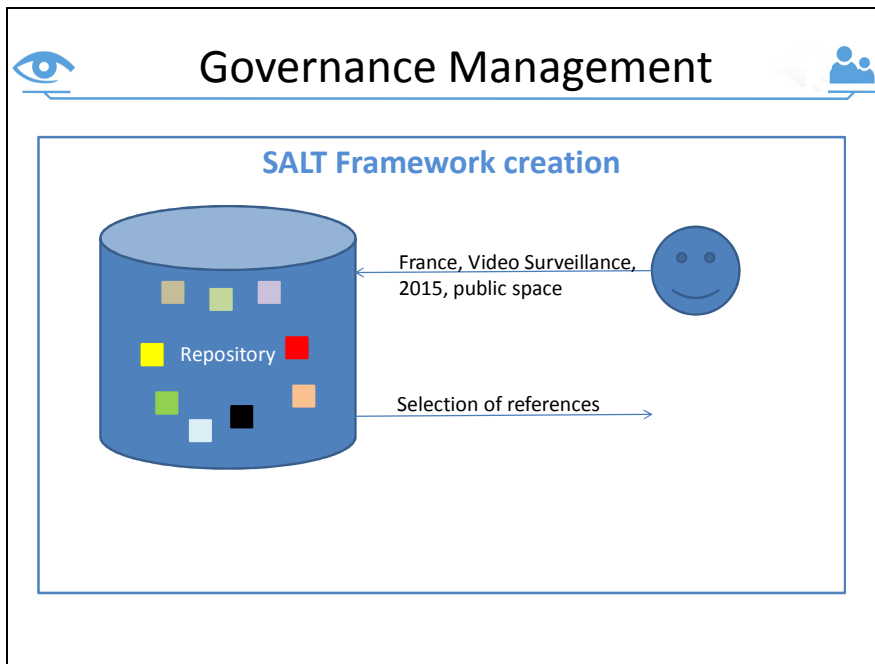 Governance Management
SALT Framework creation
France, Video Surveillance,
2015, public space
Repository
Selection of references